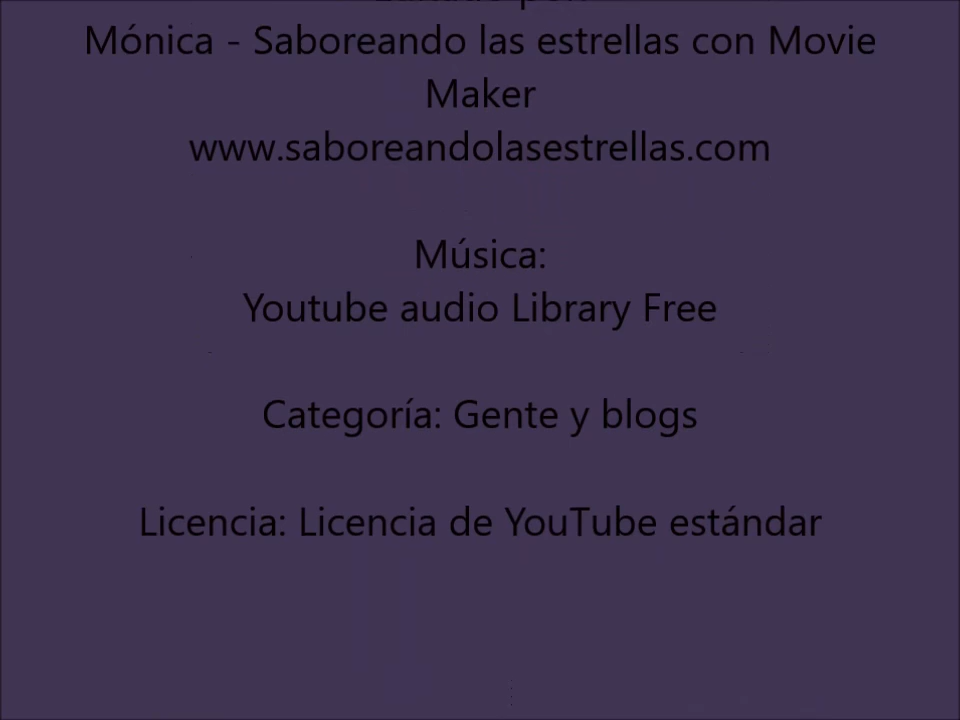 Mónica - Saboreando las estrellas con Movie
Maker
www.saboreandolasestrellas.com
Música:
Youtube audio Library Free
Categoría: Gente y blogs
Licencia: Licencia de YouTube estándar